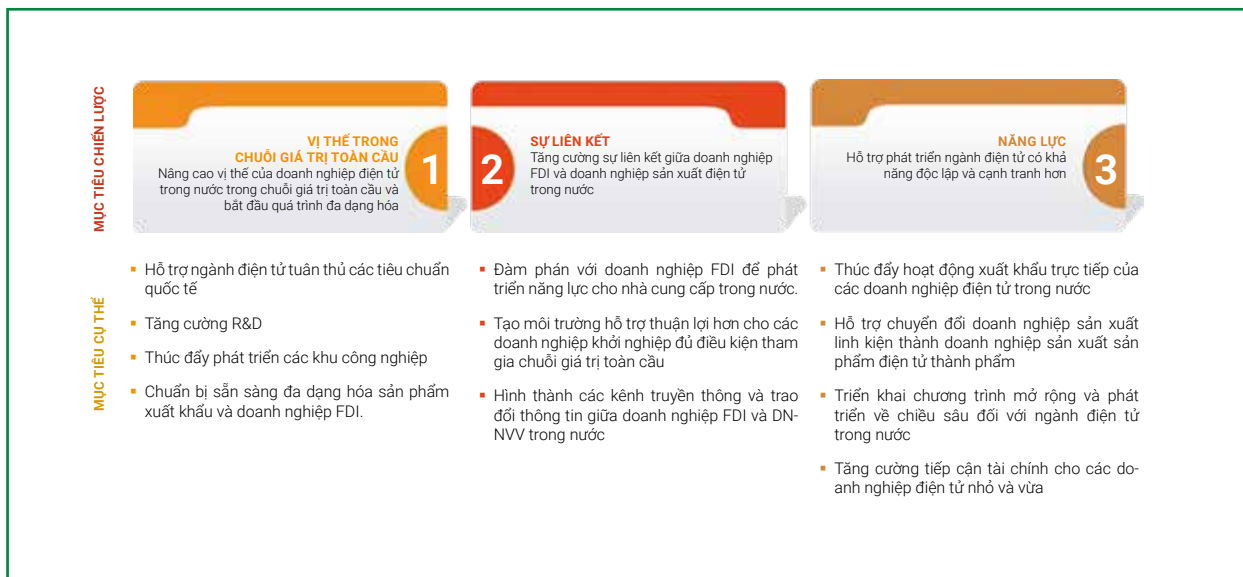 MỤC TIÊU CHIẾN LƯỢC
VỊ THẾ TRONG
CHUỖI GIÁ TRỊ TOÀN CẦU
Nâng cao vị thế của doanh nghiệp điện tử
trong nước trong chuỗi giá trị toàn cầu và
bắt đầu quá trình đa dạng hóa
1
2
SỰ LIÊN KẾT
Tăng cường sự liên kết giữa doanh nghiệp
FDI và doanh nghiệp sản xuất điện tử
trong nước
NĂNG LỰC
Hỗ trợ phát triển ngành điện tử có khả
năng độc lập và cạnh tranh hơn
3
MỤC TIÊU CỤ THỂ
▪ Hỗ trợ ngành điện tử tuân thủ các tiêu chuẩn
quốc tế
▪ Tăng cường R&D
▪ Thúc đẩy phát triển các khu công nghiệp
▪ Chuẩn bị sẵn sàng đa dạng hóa sản phẩm
xuất khẩu và doanh nghiệp FDI.
▪ Đàm phán với doanh nghiệp FDI để phát
triển năng lực cho nhà cung cấp trong nước.
▪ Tạo môi trường hỗ trợ thuận lợi hơn cho các
doanh nghiệp khởi nghiệp đủ điều kiện tham
gia chuỗi giá trị toàn cầu
▪ Hình thành các kênh truyền thông và trao
đổi thông tin giữa doanh nghiệp FDI và DN-
NVV trong nước
▪ Thúc đẩy hoạt động xuất khẩu trực tiếp của
các doanh nghiệp điện tử trong nước
▪ Hỗ trợ chuyển đổi doanh nghiệp sản xuất
linh kiện thành doanh nghiệp sản xuất sản
phẩm điện tử thành phẩm
▪ Triển khai chương trình mở rộng và phát
triển về chiều sâu đối với ngành điện tử
trong nước
▪ Tăng cường tiếp cận tài chính cho các do-
anh nghiệp điện tử nhỏ và vừa